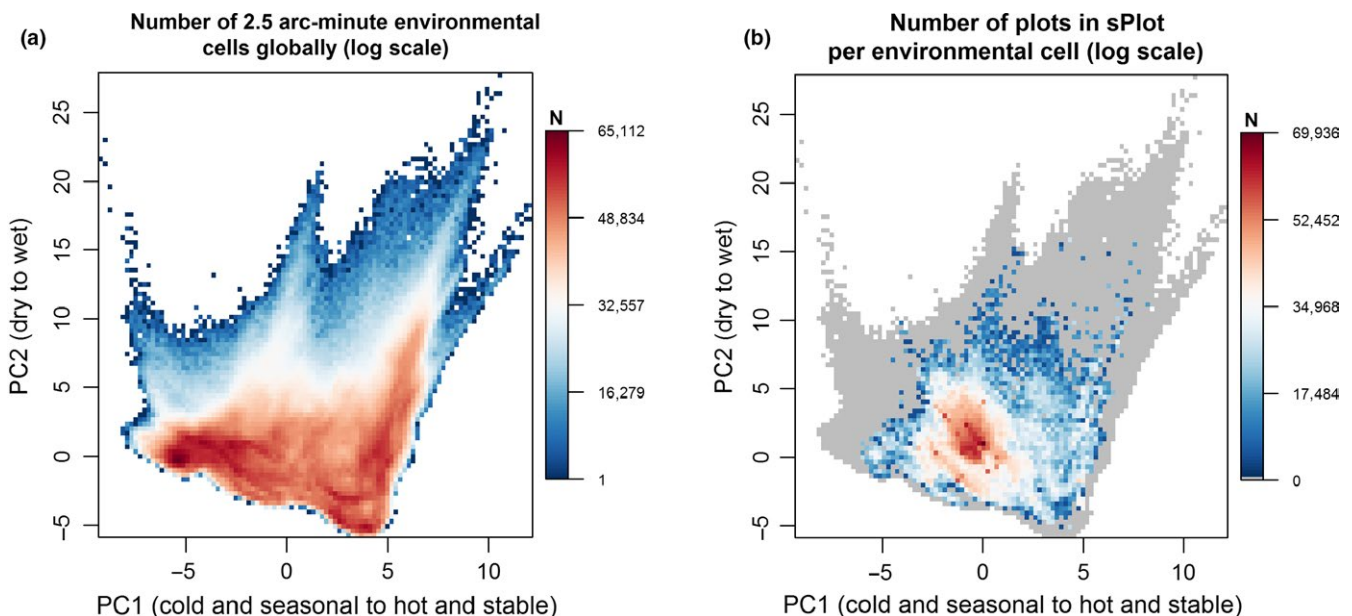 (a)
Number of 2.5 arc-minute environmental
cells globally (log scale)
PC2 (dry to wet)
25
20
15
10
5
0
−5
−5
0
5
10
PC1 (cold and seasonal to hot and stable)
N
65,112
48,834
32,557
16,279
1
(b)
Number of plots in sPlot
per environmental cell (log scale)
PC2 (dry to wet)
25
20
15
10
5
0
−5
−5
0
5
10
PC1 (cold and seasonal to hot and stable)
N
69,936
52,452
34,968
17,484
0